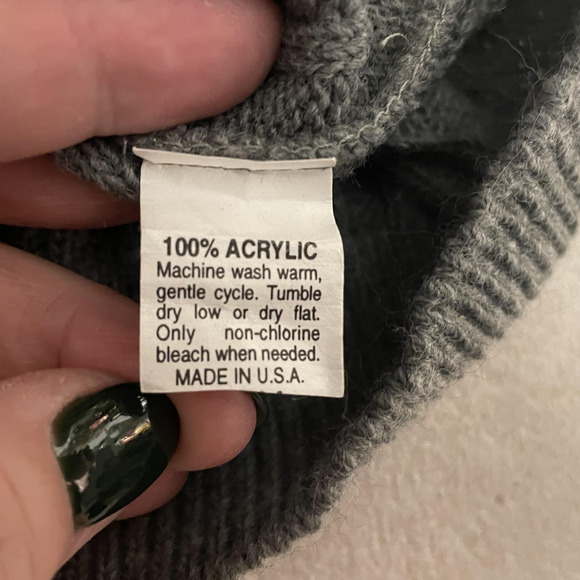 100% ACRYLIC
Machine wash warm,
gentle cycle. Tumble
dry low or dry flat.
Only non-chlorine
bleach when needed.
MADE IN U.S.A.